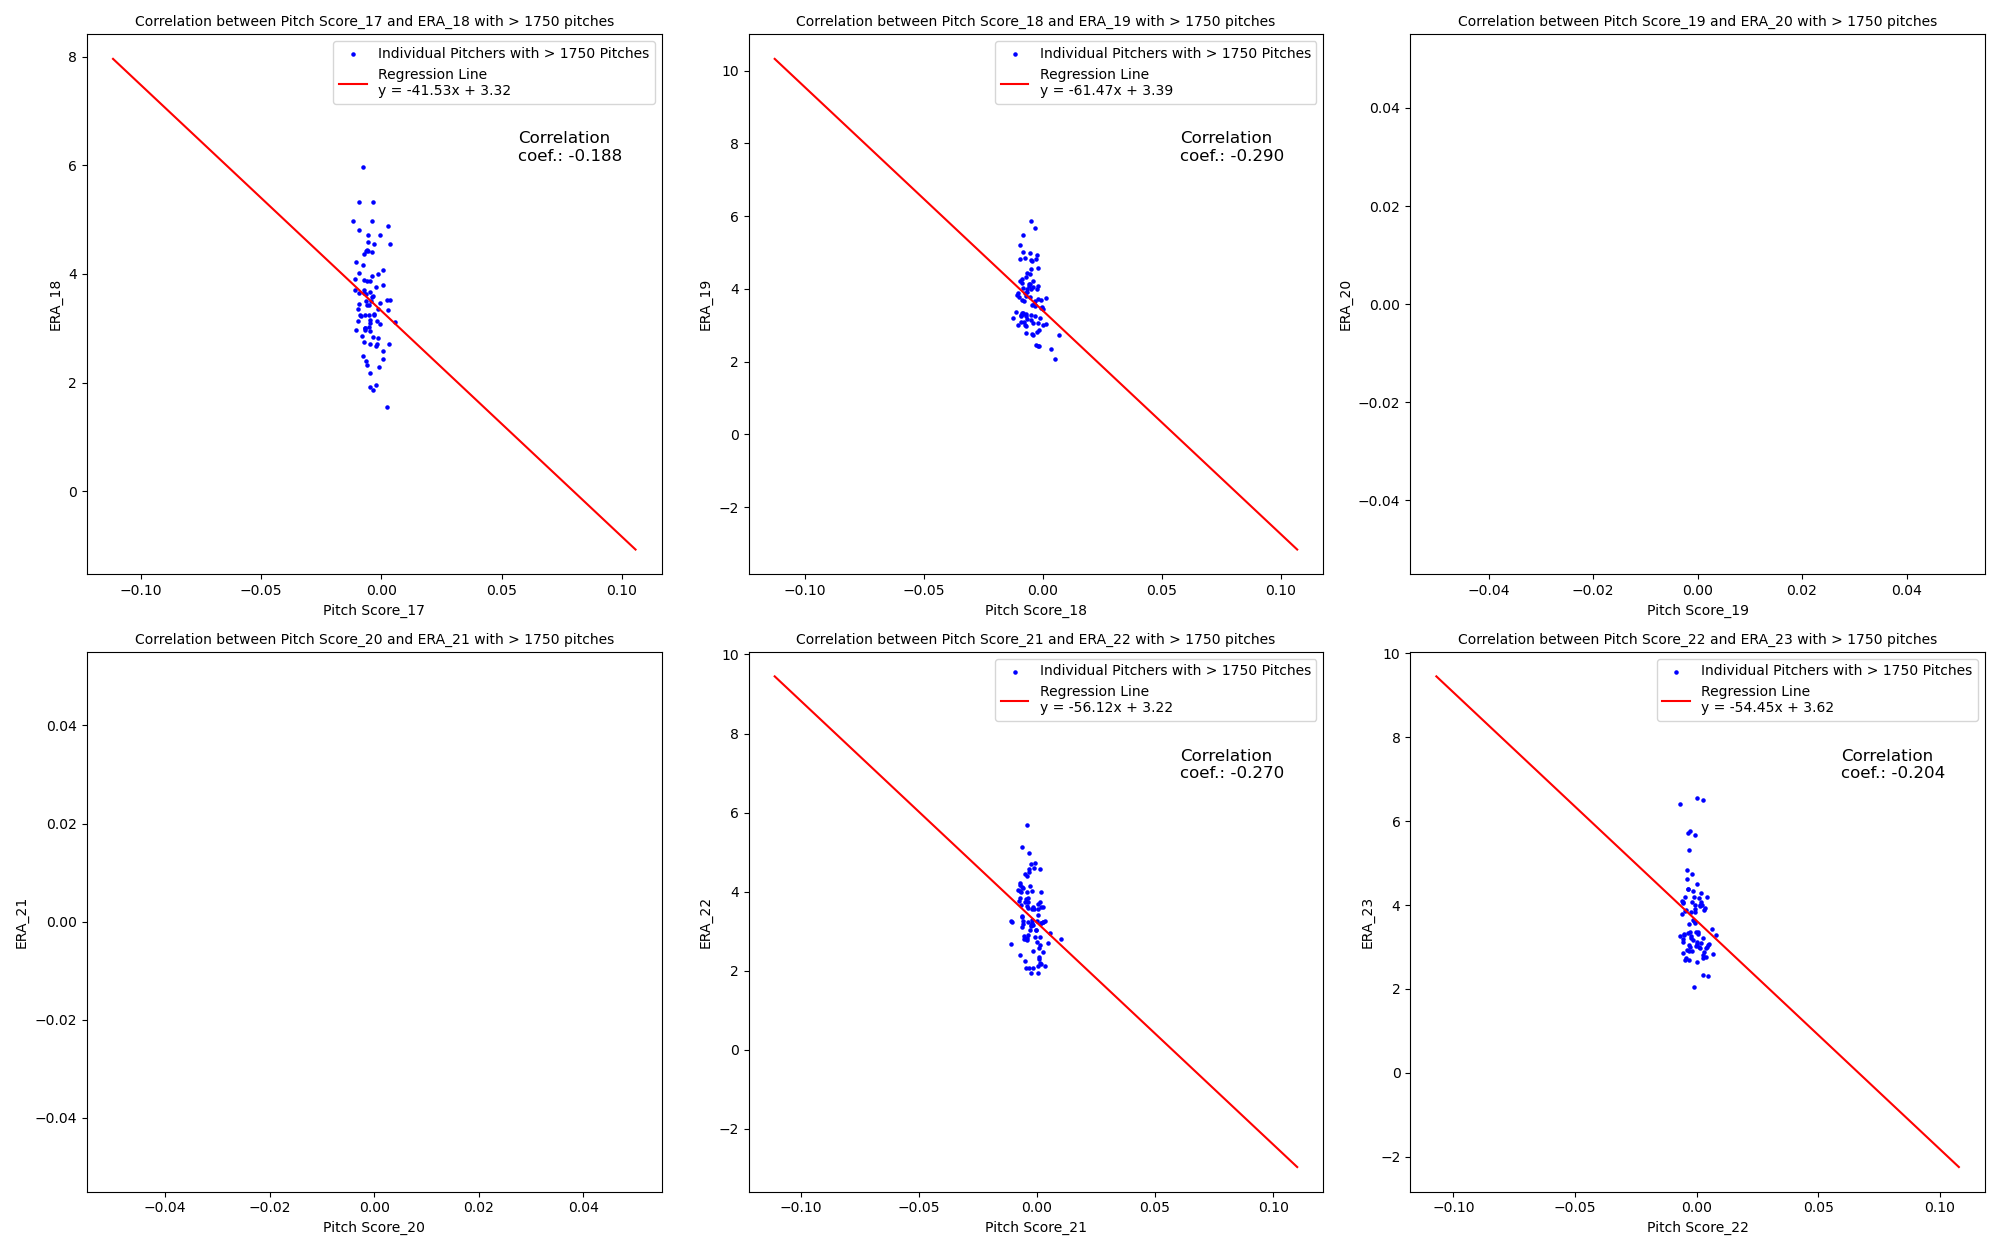 Correlation between Pitch Score_17 and ERA_18 with > 1750 pitches
Individual Pitchers with > 1750 Pitches
Regression Line
y = -41.53x + 3.32
Correlation
coef.: -0.188
8
6
4
2
0
ERA_18
−0.10
−0.05
0.00
0.05
0.10
Pitch Score_17
Correlation between Pitch Score_18 and ERA_19 with > 1750 pitches
Individual Pitchers with > 1750 Pitches
Regression Line
y = -61.47x + 3.39
Correlation
coef.: -0.290
10
8
6
4
2
0
−2
ERA_19
−0.10
−0.05
0.00
0.05
0.10
Pitch Score_18
Correlation between Pitch Score_19 and ERA_20 with > 1750 pitches
0.04
0.02
0.00
−0.02
−0.04
ERA_20
−0.04
−0.02
0.00
0.02
0.04
Pitch Score_19
Correlation between Pitch Score_20 and ERA_21 with > 1750 pitches
0.04
0.02
0.00
−0.02
−0.04
ERA_21
−0.04
−0.02
0.00
0.02
0.04
Pitch Score_20
Correlation between Pitch Score_21 and ERA_22 with > 1750 pitches
Individual Pitchers with > 1750 Pitches
Regression Line
y = -56.12x + 3.22
Correlation
coef.: -0.270
10
8
6
4
2
0
−2
ERA_22
−0.10
−0.05
0.00
0.05
0.10
Pitch Score_21
Correlation between Pitch Score_22 and ERA_23 with > 1750 pitches
Individual Pitchers with > 1750 Pitches
Regression Line
y = -54.45x + 3.62
Correlation
coef.: -0.204
10
8
6
4
2
0
−2
ERA_23
−0.10
−0.05
0.00
0.05
0.10
Pitch Score_22